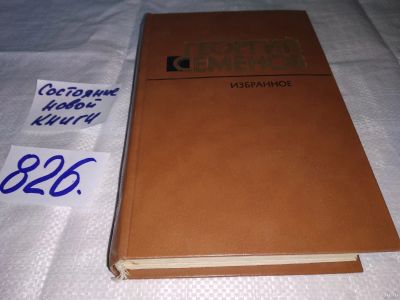 Состояние
новой
книги
826.
ГЕОРГИЙ
СЕМЕНОВ
ИЗБРАННОЕ